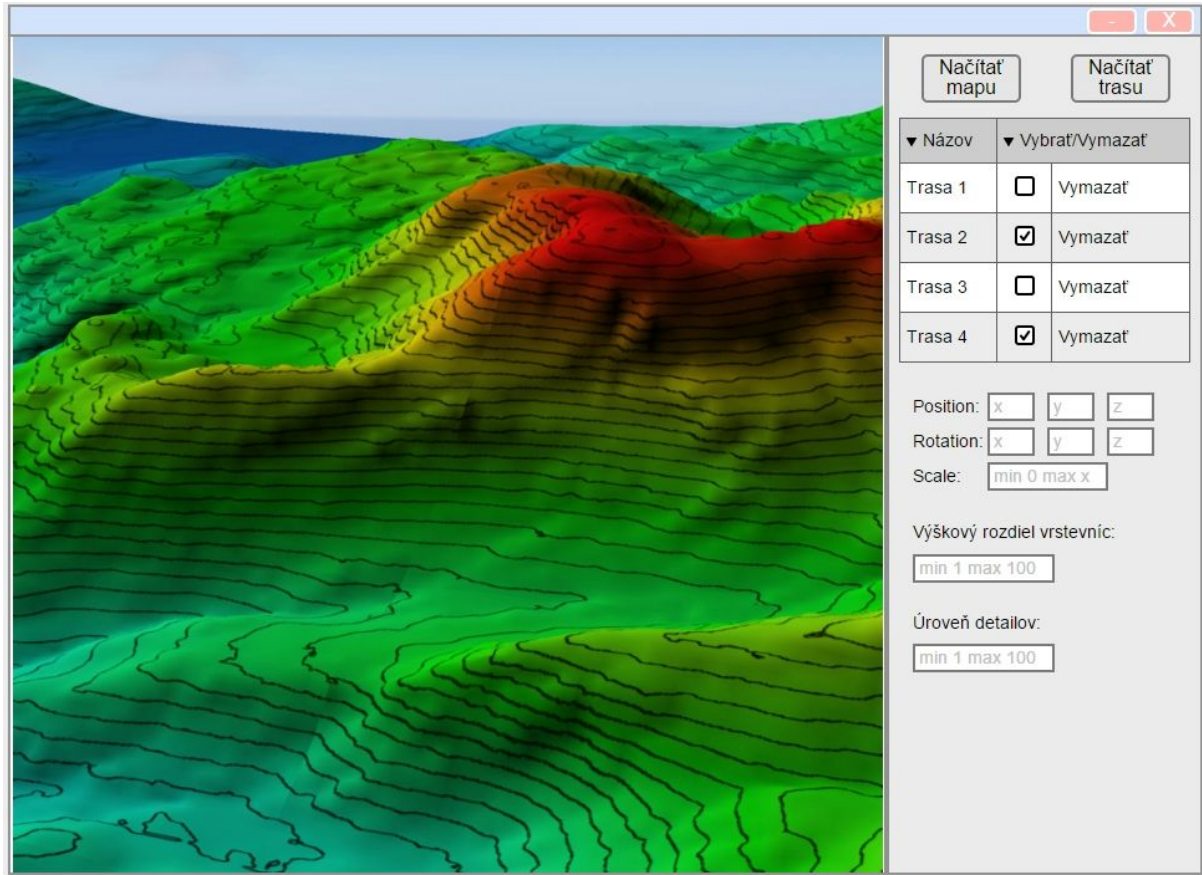 - X
Načítať
mapu
Načítať
trasu
▼ Názov ▼ Vybrať/Vymazať
Trasa 1 Vymazať
Trasa 2 Vymazať
Trasa 3 Vymazať
Trasa 4 Vymazať
Position: x y z
Rotation: x y z
Scale: min 0 max x
Výškový rozdiel vrstevníc:
min 1 max 100
Úroveň detailov:
min 1 max 100